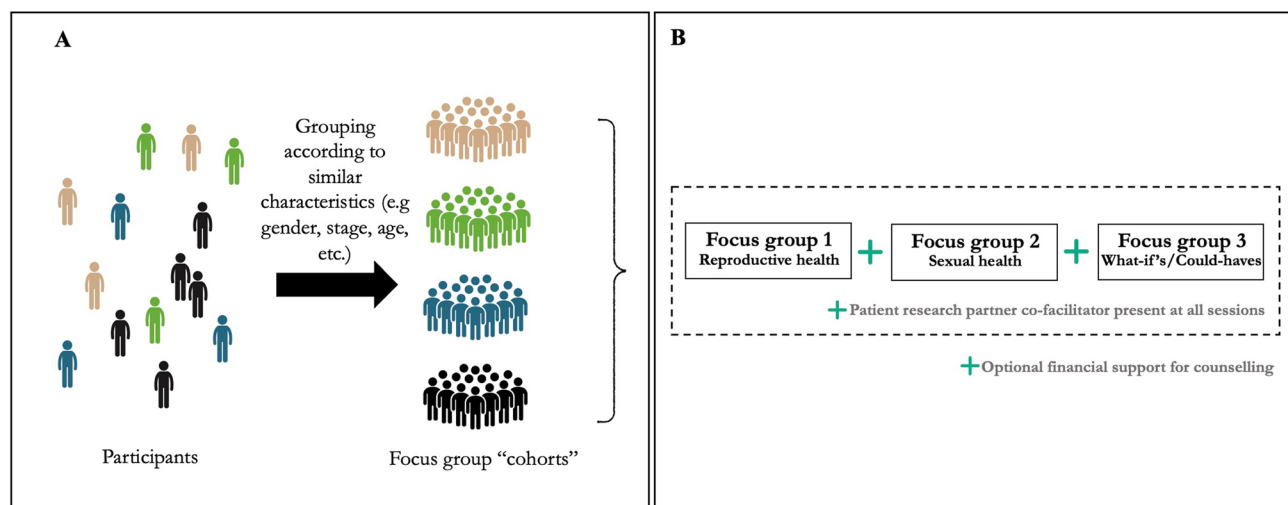 A
Grouping
according to
similar
characteristics (e.g
gender, stage, age,
etc.)
Participants
Focus group “cohorts”
B
Focus group 1
Reproductive health
Focus group 2
Sexual health
Focus group 3
What-if’s/Could-haves
Patient research partner co-facilitator present at all sessions
Optional financial support for counselling